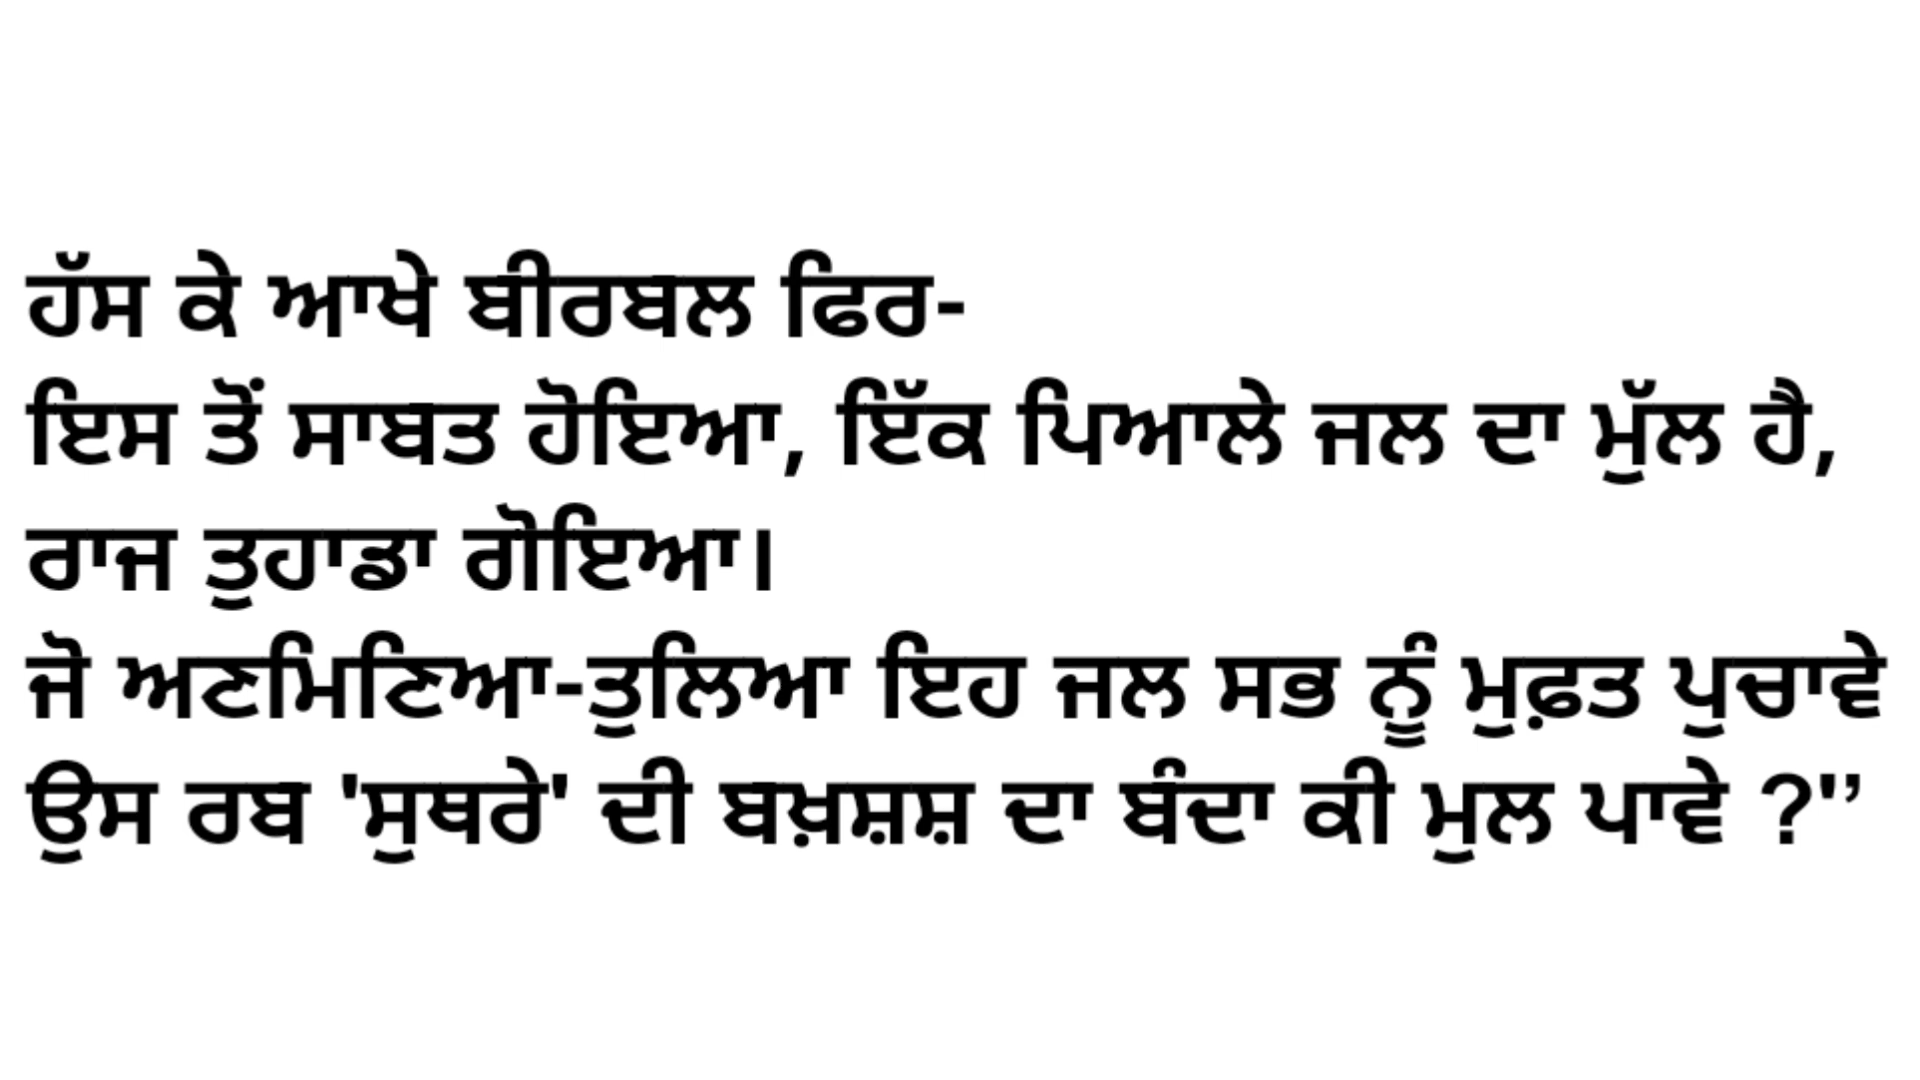 ਹੱਸ ਕੇ ਆਖੇ ਬੀਰਬਲ ਫਿਰ-
ਇਸ ਤੋਂ ਸਾਬਤ ਹੋਇਆ, ਇੱਕ ਪਿਆਲੇ ਜਲ ਦਾ ਮੁੱਲ ਹੈ,
ਰਾਜ ਤੁਹਾਡਾ ਗੋਇਆ।
ਜੋ ਅਣਮਿਣਿਆ-ਤੁਲਿਆ ਇਹ ਜਲ ਸਭ ਨੂੰ ਮੁਫ਼ਤ ਪੁਚਾਵੇ
ਉਸ ਰਬ 'ਸੁਥਰੇ' ਦੀ ਬਖ਼ਸ਼ਸ਼ ਦਾ ਬੰਦਾ ਕੀ ਮੁਲ ਪਾਵੇ ?'’